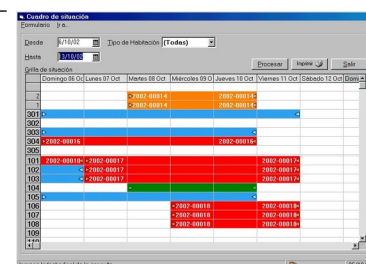 Cuadro de situación
Formulario Ir a...
Desde 6/10/02 Tipo de Habitación (Todas)
Hasta 13/10/02
Procesar Imprimir Salir
Grilla de situación
Domingo 06 Oc Lunes 07 Oct Martes 08 Oct Miércoles 09 O Jueves 10 Oct Viernes 11 Oct Sábado 12 Oct Domi
2 2002-00014 2002-00014
1 2002-00014 2002-00014
301
302
303
304 2002-00016 2002-00016
305
101 2002-00010 2002-00017 2002-00017
102 2002-00017 2002-00017
103 2002-00017 2002-00017
104
105
106 2002-00018 2002-00018
107 2002-00018 2002-00018
108 2002-00018 2002-00018
109
110